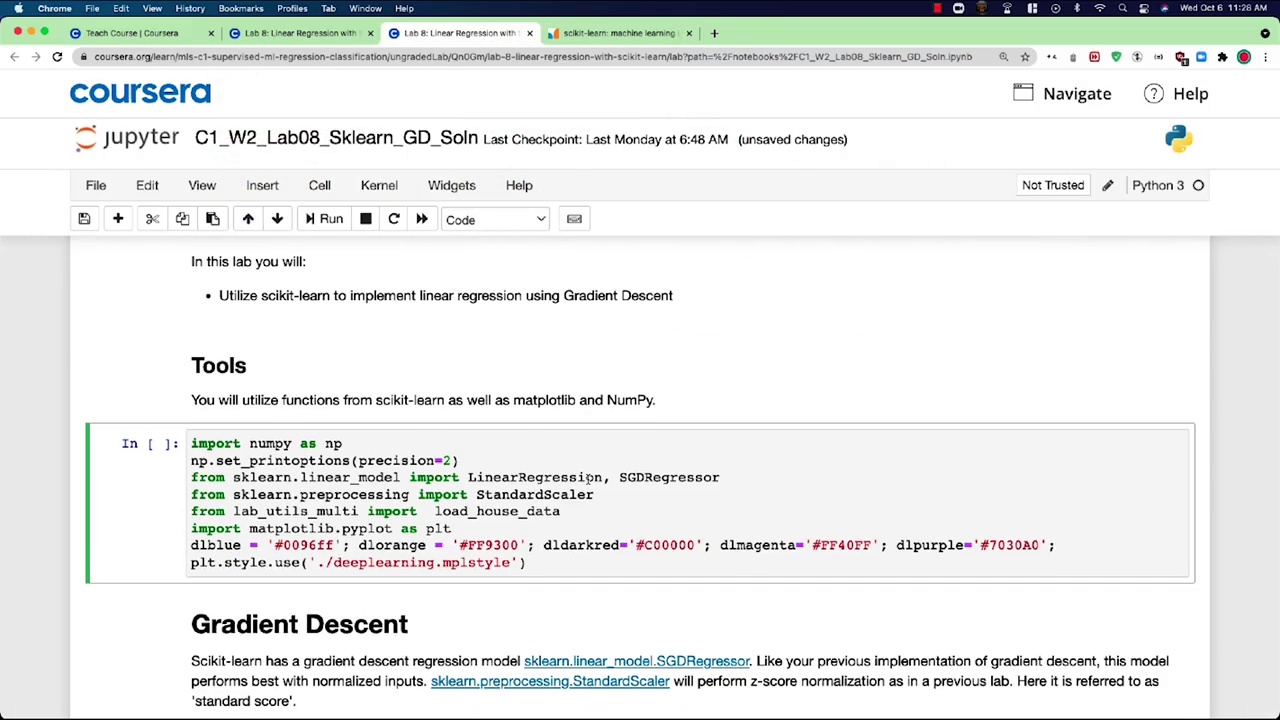 Chrome File Edit View History Bookmarks Profiles Tab Window Help Wed Oct 6 11:28 AM
Teach Course | Coursera × Lab 8: Linear Regression with × Lab 8: Linear Regression with × scikit-learn: machine learning × +
coursera.org/learn/mls-c1-supervised-ml-regression-classification/ungradedLab/Qn0Gm/lab-8-linear-regression-with-scikit-learn/lab?path=%2Fnotebooks%2FC1_W2_Lab08_Sklearn_GD_Soln.ipynb
coursera Navigate ? Help
jupyter C1_W2_Lab08_Sklearn_GD_Soln Last Checkpoint: Last Monday at 6:48 AM (unsaved changes)
File Edit View Insert Cell Kernel Widgets Help Not Trusted Python 3
Run Code
In this lab you will:
• Utilize scikit-learn to implement linear regression using Gradient Descent
Tools
You will utilize functions from scikit-learn as well as matplotlib and NumPy.
In [ ]: import numpy as np
np.set_printoptions(precision=2)
from sklearn.linear_model import LinearRegression, SGDRegressor
from sklearn.preprocessing import StandardScaler
from lab_utils_multi import load_house_data
import matplotlib.pyplot as plt
dlblue = '#0096ff'; dlorange = '#FF9300'; dldarkred='#C00000'; dlmagenta='#FF40FF'; dlpurple='#7030A0';
plt.style.use('./deeplearning.mplstyle')
Gradient Descent
Scikit-learn has a gradient descent regression model sklearn.linear_model.SGDRegressor. Like your previous implementation of gradient descent, this model
performs best with normalized inputs. sklearn.preprocessing.StandardScaler will perform z-score normalization as in a previous lab. Here it is referred to as
'standard score'.